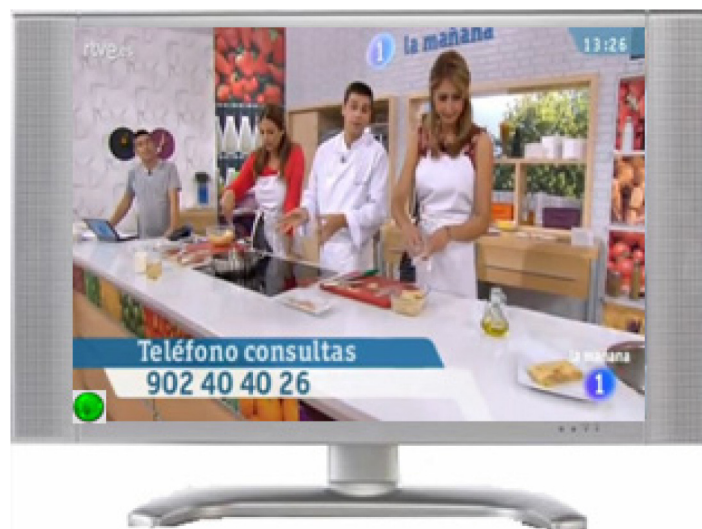 rtve.es
1 la mañana
13:26
Teléfono consultas
902 40 40 26
la mañana
1